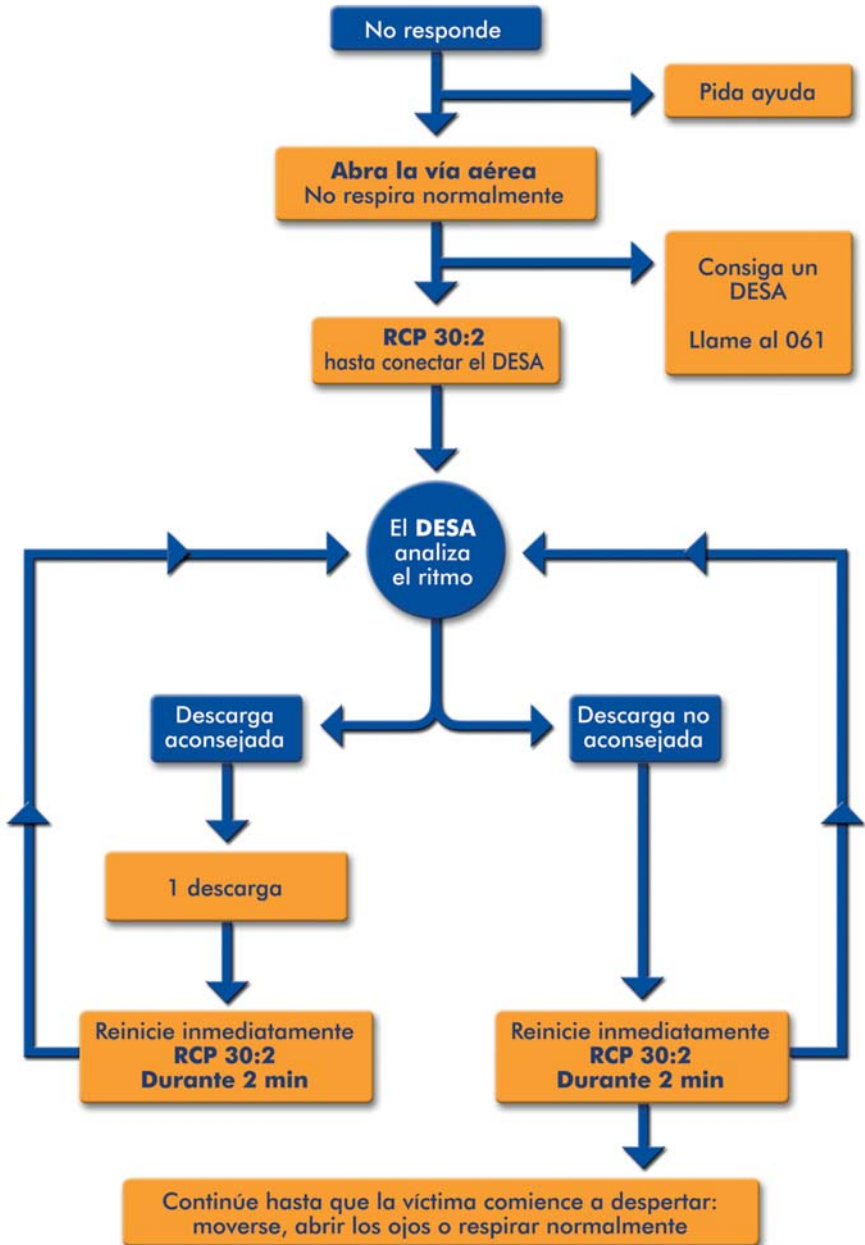 No responde
Pida ayuda
Abra la vía aérea
No respira normalmente
Consiga un
DESA
Llame al 061
RCP 30:2
hasta conectar el DESA
El DESA
analiza
el ritmo
Descarga
aconsejada
Descarga no
aconsejada
1 descarga
Reinicie inmediatamente
RCP 30:2
Durante 2 min
Reinicie inmediatamente
RCP 30:2
Durante 2 min
Continúe hasta que la víctima comience a despertar:
moverse, abrir los ojos o respirar normalmente